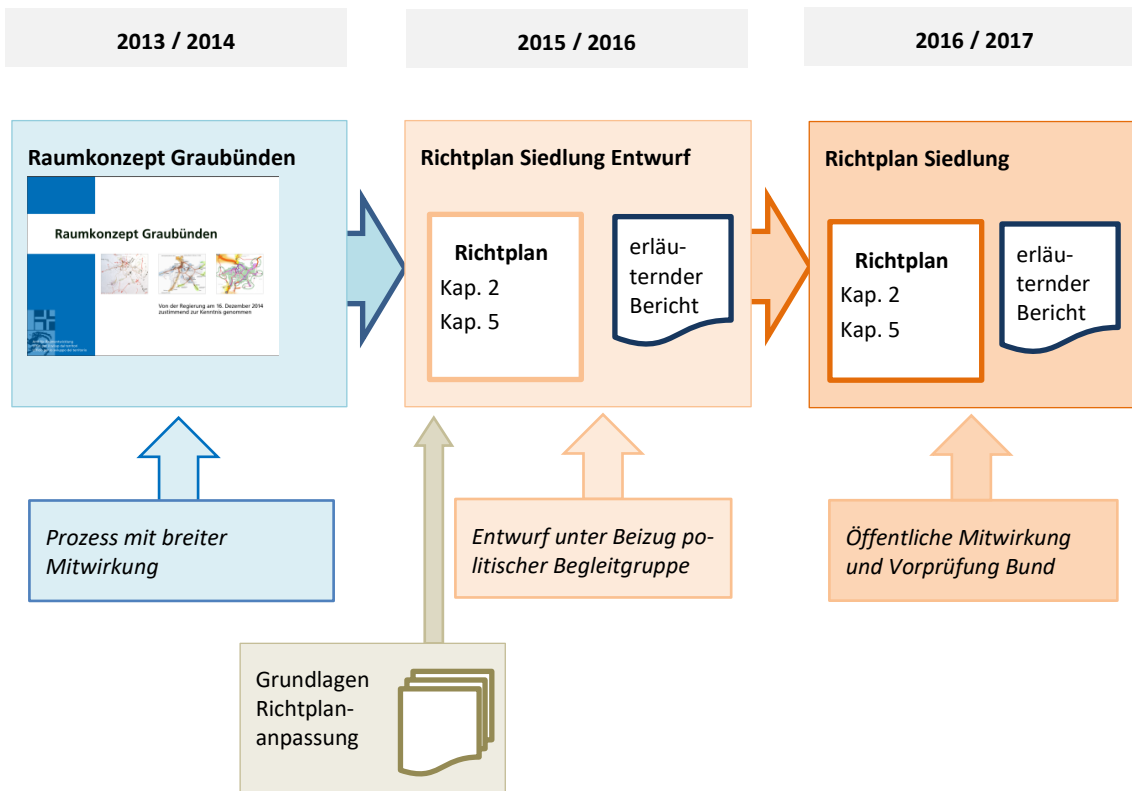 2013 / 2014
2015 / 2016
2016 / 2017
Raumkonzept Graubünden
Raumkonzept Graubünden
Von der Regierung am 16. Dezember 2014
zustimmend zur Kenntnis genommen
Richtplan Siedlung Entwurf
Richtplan
Kap. 2
Kap. 5
erläu-
ternder
Bericht
Richtplan Siedlung
Richtplan
Kap. 2
Kap. 5
erläu-
ternder
Bericht
Prozess mit breiter
Mitwirkung
Entwurf unter Beizug po-
litischer Begleitgruppe
Öffentliche Mitwirkung
und Vorprüfung Bund
Grundlagen
Richtplan-
anpassung